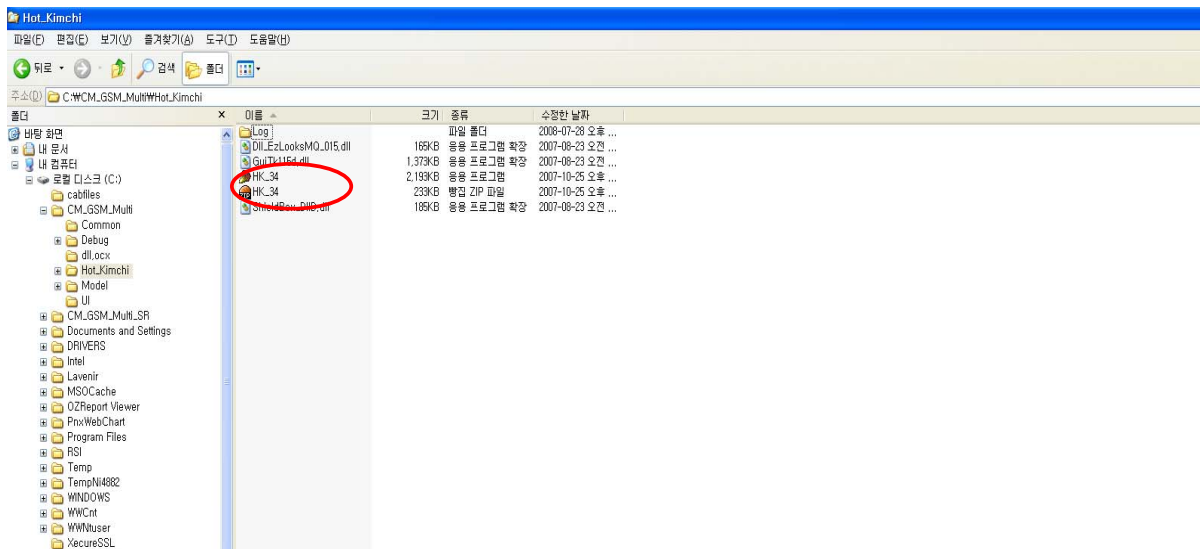 Hot_Kimchi
파일(F) 편집(E) 보기(V) 즐겨찾기(A) 도구(T) 도움말(H)
뒤로 검색 폴더
주소(D) C:₩CM_GSM_Multi₩Hot_Kimchi
폴더 × 이름 크기 종류 수정한 날짜
바탕 화면 Log 파일 폴더 2008-07-28 오후 ...
내 문서 Dll_EzLooksMQ_015.dll 165KB 응용 프로그램 확장 2007-08-23 오전 ...
내 컴퓨터 1,373KB 응용 프로그램 확장 2007-08-23 오전 ...
로컬 디스크 (C:) HK_34 2,193KB 응용 프로그램 2007-10-25 오후 ...
cabfiles HK_34 233KB 빵집 ZIP 파일 2007-10-25 오후 ...
CM_GSM_Multi ShieldBox_DllD.dll 185KB 응용 프로그램 확장 2007-08-23 오전 ...
Common
Debug
dll,ocx
Hot_Kimchi
Model
UI
CM_GSM_Multi_SR
Documents and Settings
DRIVERS
Intel
Lavenir
MSOCache
OZReport Viewer
PnxWebChart
Program Files
RSI
Temp
TempNi4882
WINDOWS
WWCnt
WWNtuser
XecureSSL